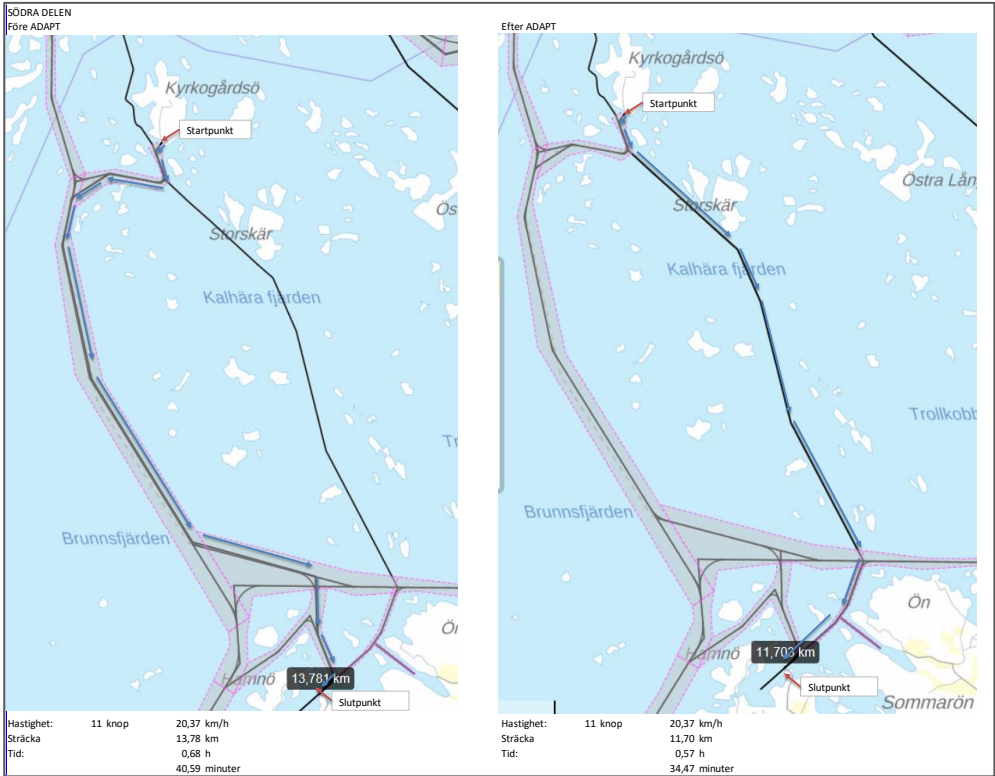 SÖDRA DELEN
Före ADAPT
Kyrkogårdsö
Startpunkt
Storskär
Kalhära fjärden
Brunnsfjärden
Hamnö
13,781 km
Slutpunkt
Hastighet: 11 knop 20,37 km/h
Sträcka 13,78 km
Tid: 0,68 h
40,59 minuter
Efter ADAPT
Kyrkogårdsö
Startpunkt
Östra Lån
Storskär
Kalhära fjärden
Trollkobb
Brunnsfjärden
Ön
Hamnö
11,703 km
Slutpunkt
Sommarön
Hastighet: 11 knop 20,37 km/h
Sträcka 11,70 km
Tid: 0,57 h
34,47 minuter